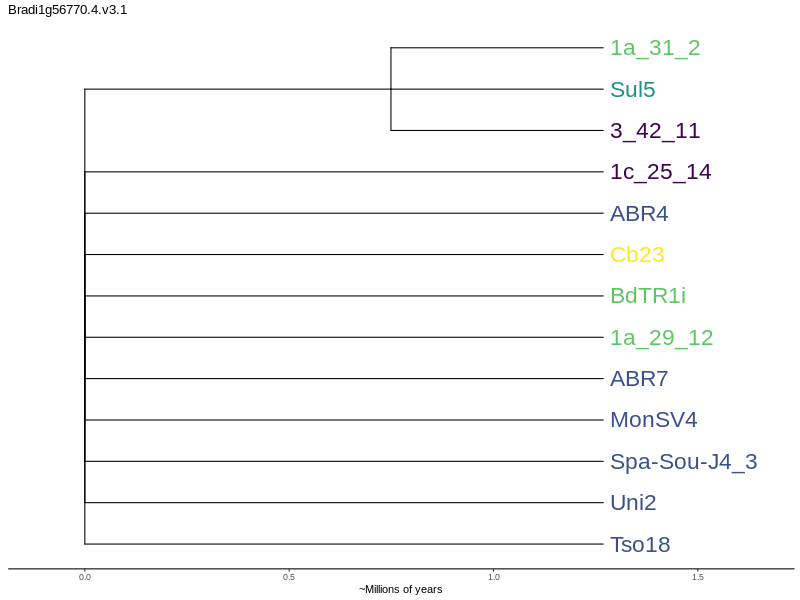 Bradi1g56770.4.v3.1
1a_31_2
Sul5
3_42_11
1c_25_14
ABR4
Cb23
BdTR1i
1a_29_12
ABR7
MonSV4
Spa-Sou-J4_3
Uni2
Tso18
0.0 0.5 1.0 1.5
~Millions of years